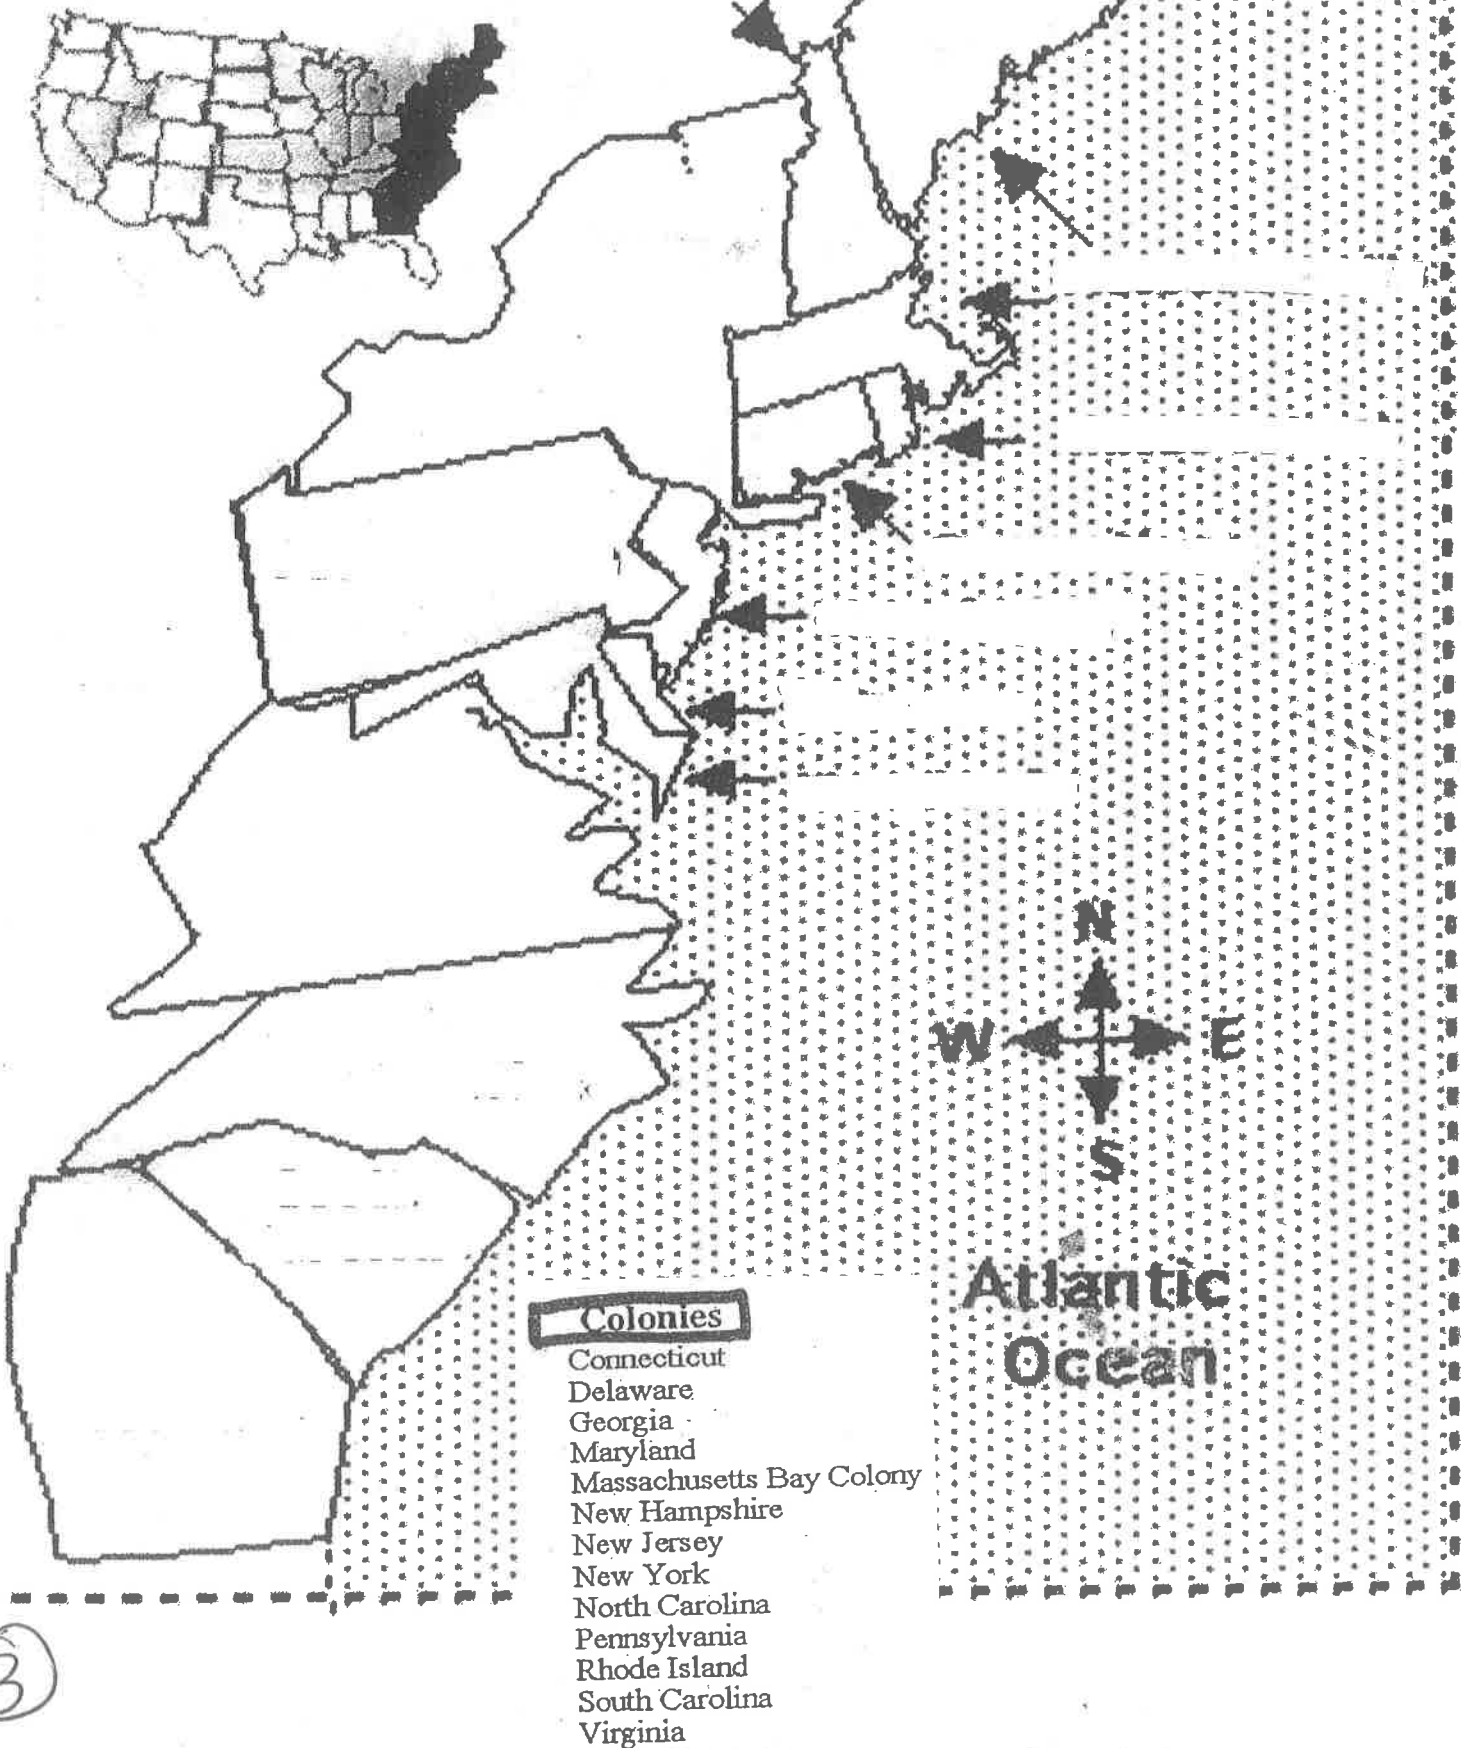 N
W E
S
Atlantic
Ocean
Colonies
Connecticut
Delaware
Georgia
Maryland
Massachusetts Bay Colony
New Hampshire
New Jersey
New York
North Carolina
Pennsylvania
Rhode Island
South Carolina
Virginia
3